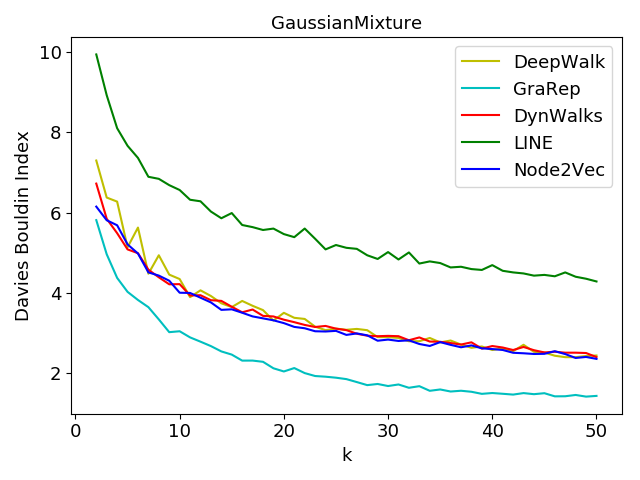 GaussianMixture
Davies Bouldin Index
10
8
6
4
2
0 10 20 30 40 50
k
DeepWalk
GraRep
DynWalks
LINE
Node2Vec